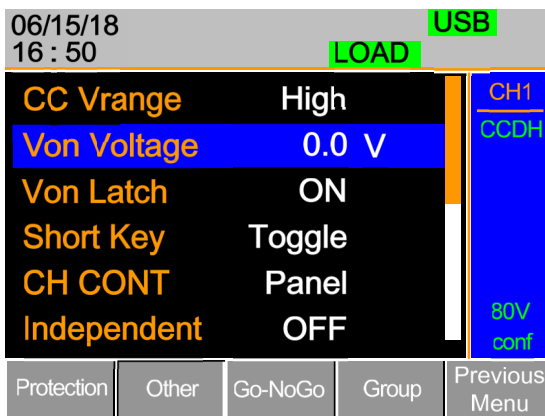 06/15/18 USB
16 : 50 LOAD
CC Vrange High
Von Voltage 0.0 V
Von Latch ON
Short Key Toggle
CH CONT Panel
Independent OFF
CH1
CCDH
80V
conf
Protection Other Go-NoGo Group Previous Menu